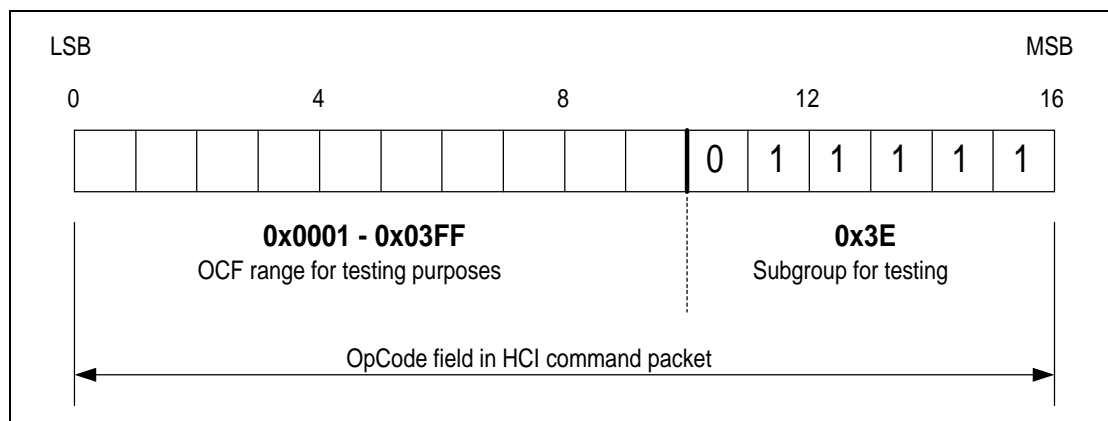 LSB MSB
0 4 8 12 16
0 1 1 1 1 1
0x0001 - 0x03FF 0x3E
OCF range for testing purposes Subgroup for testing
OpCode field in HCI command packet